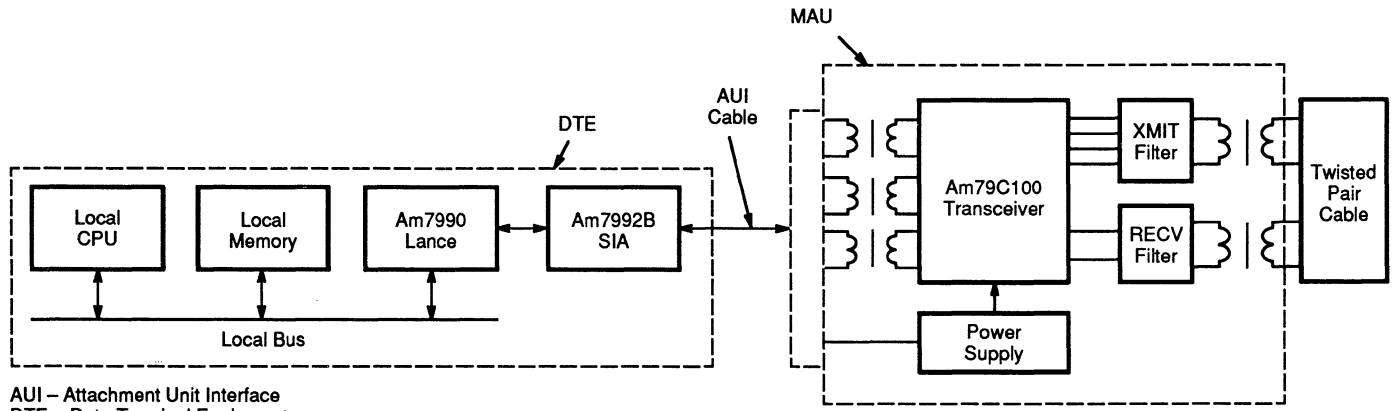 MAU
AUI
Cable
DTE
Local
CPU
Local
Memory
Am7990
Lance
Am7992B
SIA
Local Bus
Am79C100
Transceiver
XMIT
Filter
RECV
Filter
Power
Supply
Twisted
Pair
Cable
AUI – Attachment Unit Interface